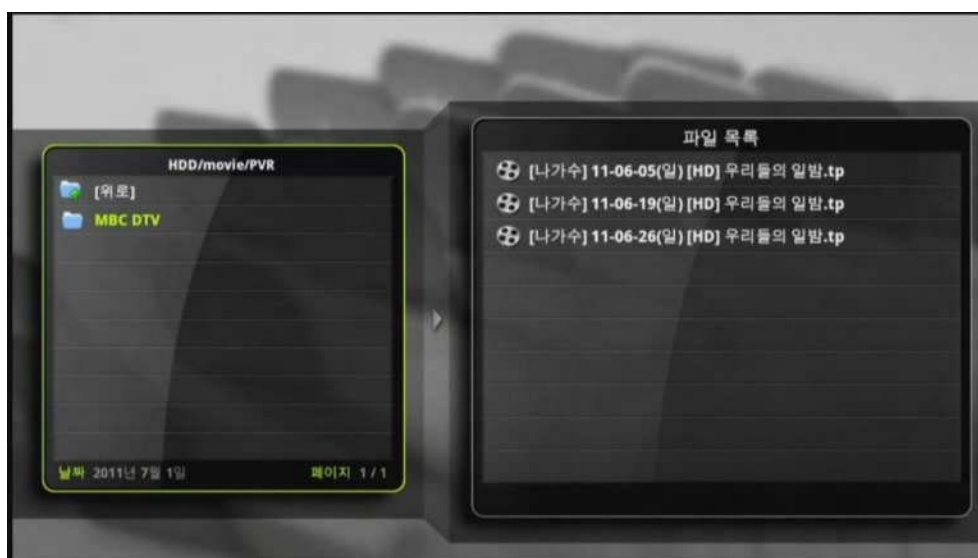 HDD/movie/PVR
[위로]
MBC DTV
날짜 2011년 7월 1일
페이지 1 / 1
파일 목록
[나가수] 11-06-05(일) [HD] 우리들의 일밤.tp
[나가수] 11-06-19(일) [HD] 우리들의 일밤.tp
[나가수] 11-06-26(일) [HD] 우리들의 일밤.tp